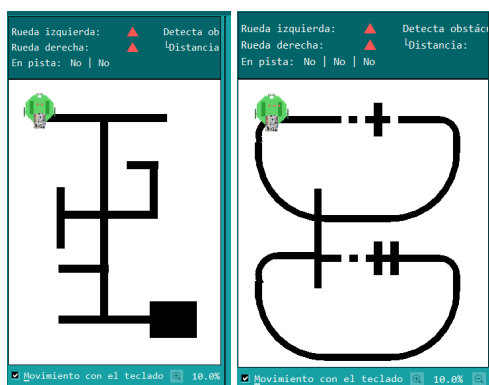 Rueda izquierda: Detecta ob
Rueda derecha: └Distancia
En pista: No | No
Movimiento con el teclado 10.0%
Rueda izquierda: Detecta obstácu
Rueda derecha: └Distancia:
En pista: No | No | No
Movimiento con el teclado 10.0%